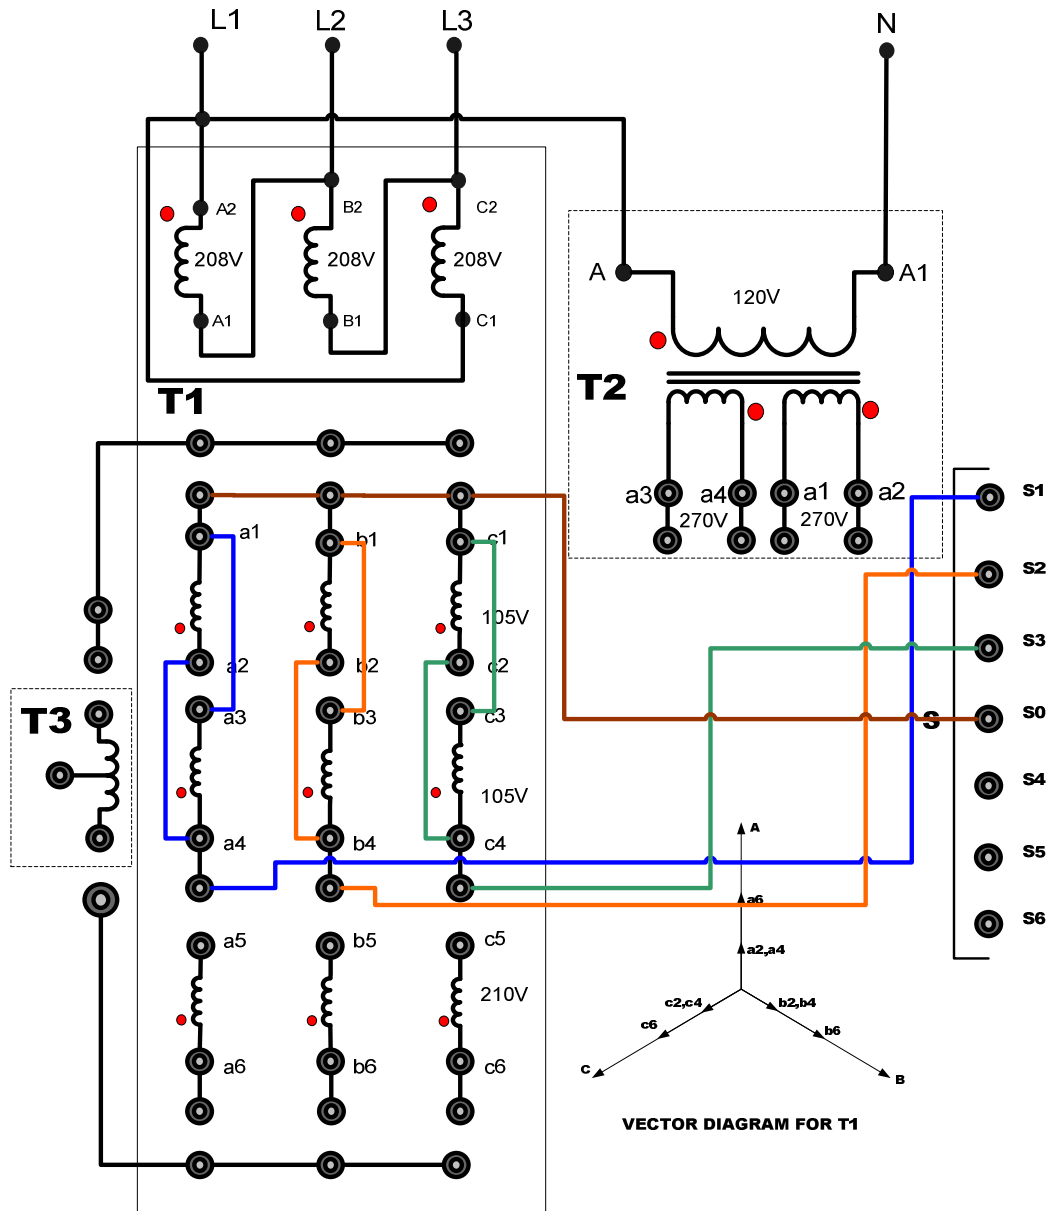 L1 L2 L3 N
A2 B2 C2
208V 208V 208V
A A1
120V
A1 B1 C1
T1 T2
a3 a4 a1 a2
270V 270V
S1
a1 b1 c1
S2
105V
S3
a2 b2 c2
T3 a3 b3 c3
S S0
S4
105V
A
a4 b4 c4
S5
a6
S6
a5 b5 c5
a2,a4
210V
c2,c4 b2,b4
c6 b6
a6 b6 c6
C B
VECTOR DIAGRAM FOR T1